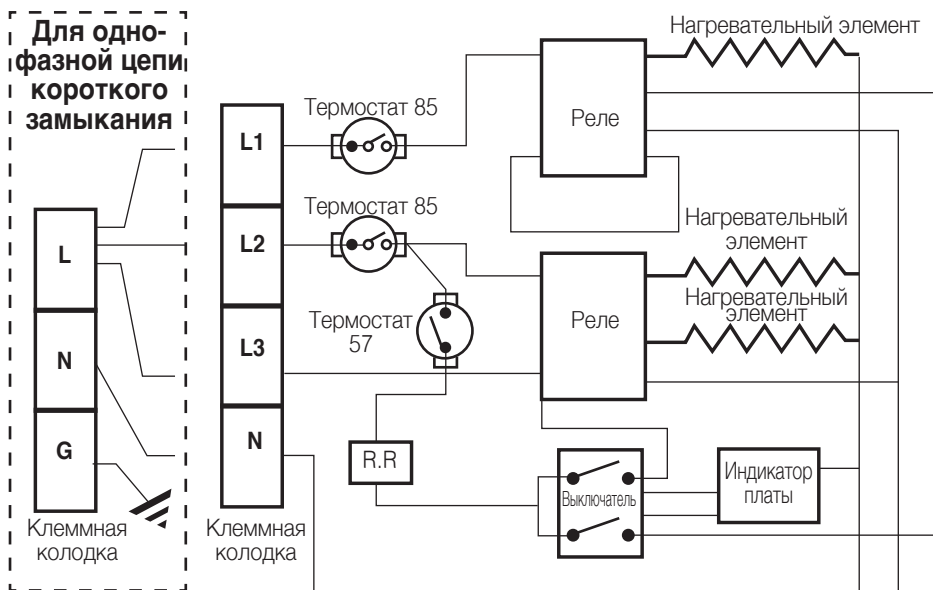 Для одно-
фазной цепи
короткого
замыкания
L
N
G
Клеммная
колодка
L1
L2
L3
N
Клеммная
колодка
Термостат 85
Термостат 85
Термостат
57
R.R
Реле
Реле
Нагревательный элемент
Нагревательный
элемент
Нагревательный
элемент
Выключатель
Индикатор
платы